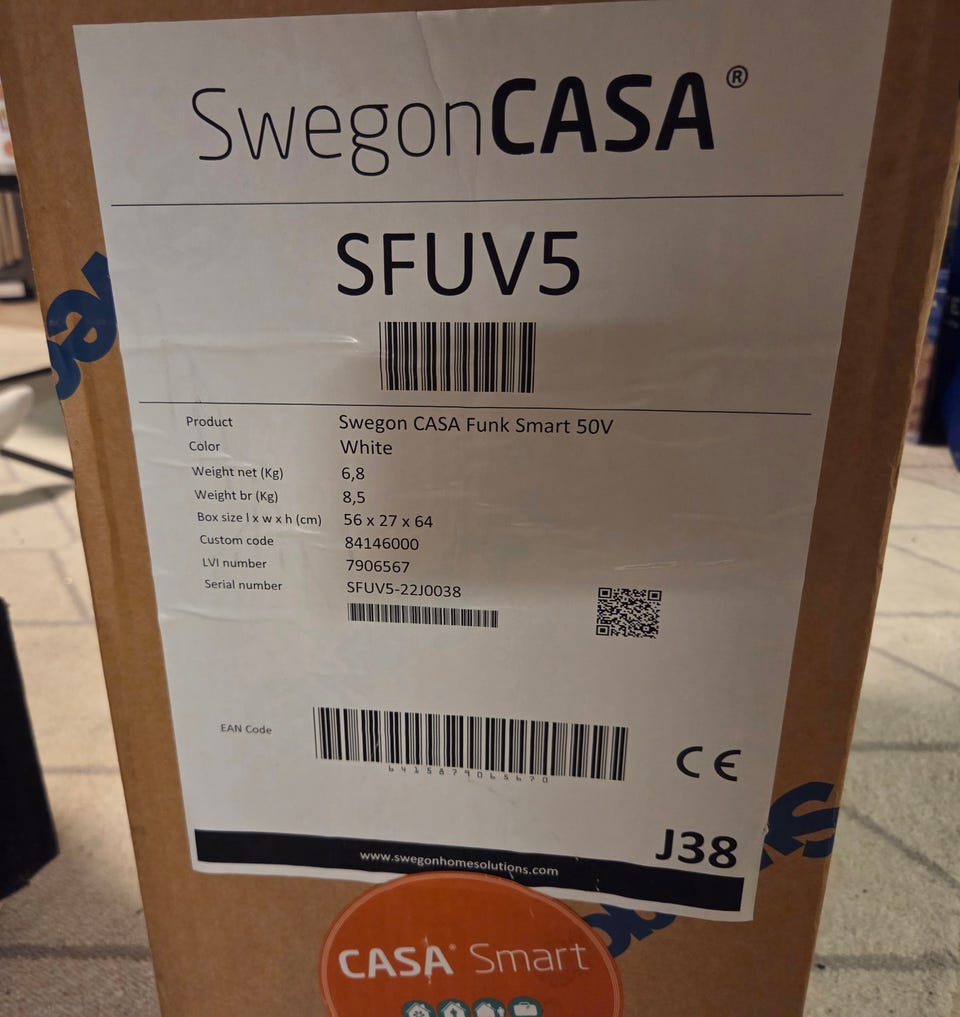 SwegonCASA®
SFUV5
Product Swegon CASA Funk Smart 50V
Color White
Weight net (Kg) 6,8
Weight br (Kg) 8,5
Box size l x w x h (cm) 56 x 27 x 64
Custom code 84146000
LVI number 7906567
Serial number SFUV5-22J0038
EAN Code
6415879065670
CE
J38
www.swegonhomesolutions.com
CASA® Smart